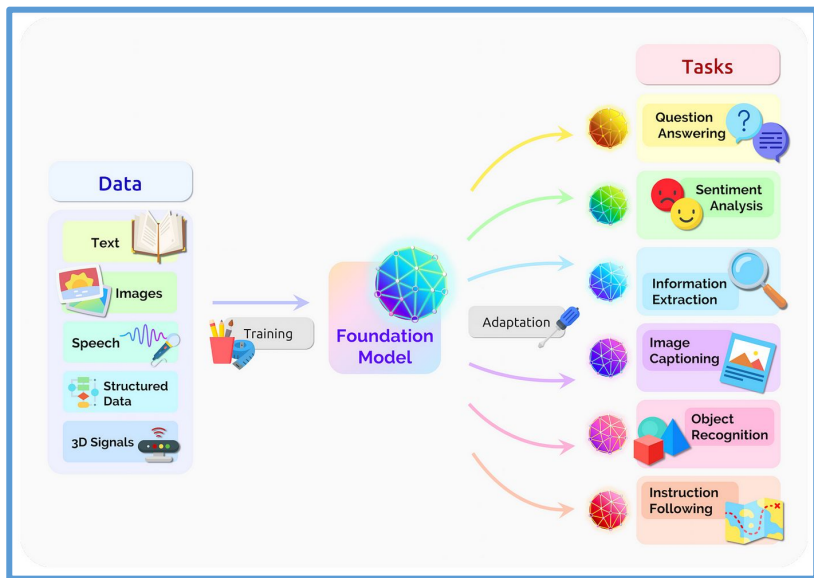 Data
Text
Images
Speech
Structured
Data
3D Signals
Training
Foundation
Model
Adaptation
Tasks
Question
Answering
?
Sentiment
Analysis
Information
Extraction
Image
Captioning
Object
Recognition
Instruction
Following